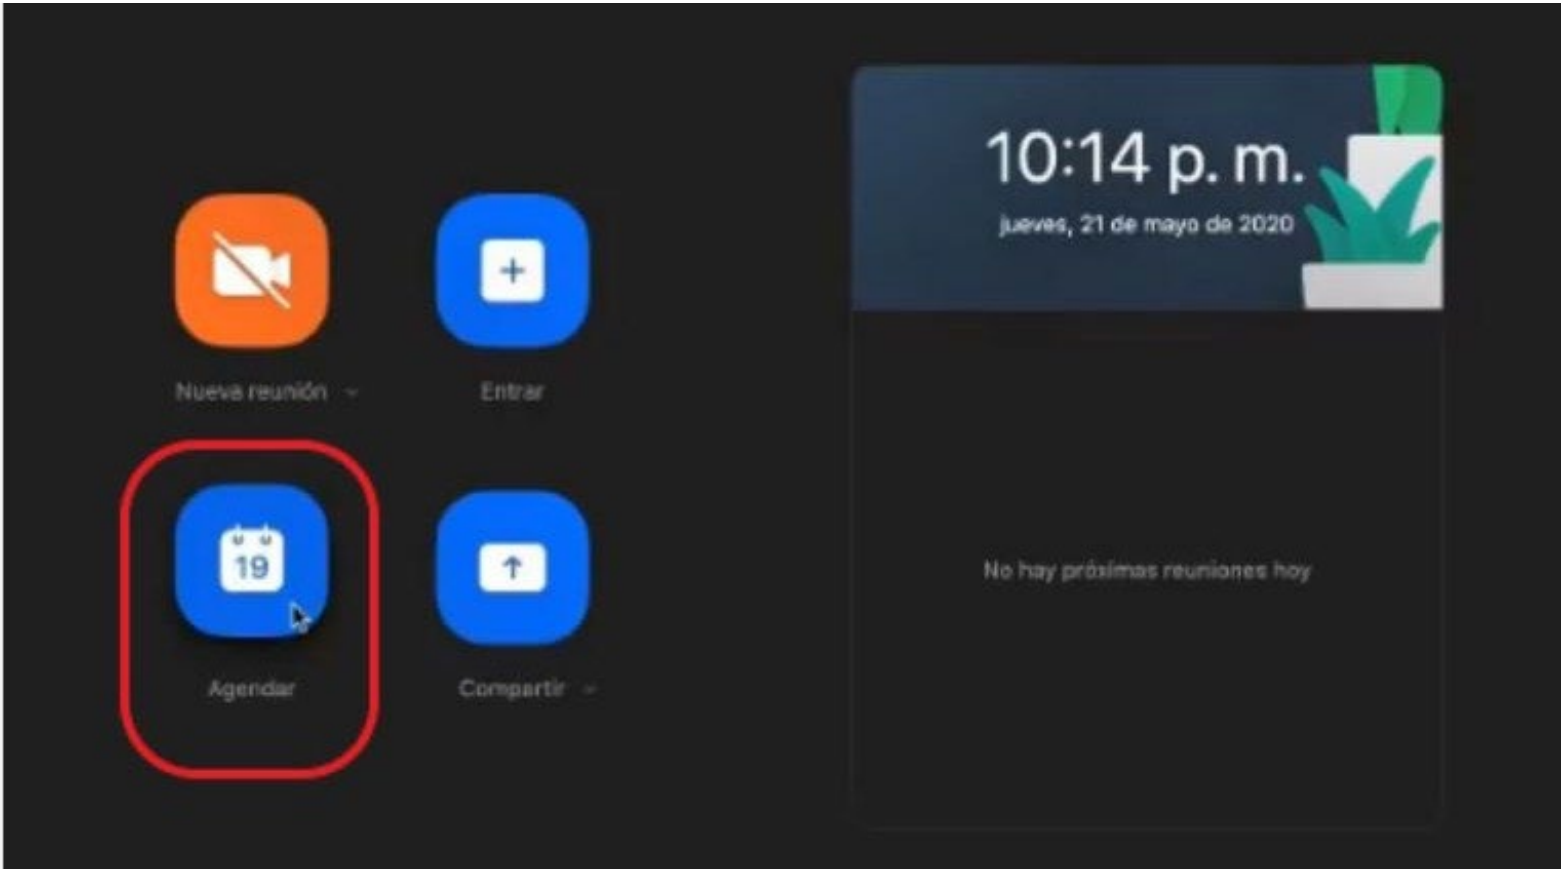 10:14 p. m.
jueves, 21 de mayo de 2020
Nueva reunión
Entrar
19
Agendar
Compartir
No hay próximas reuniones hoy